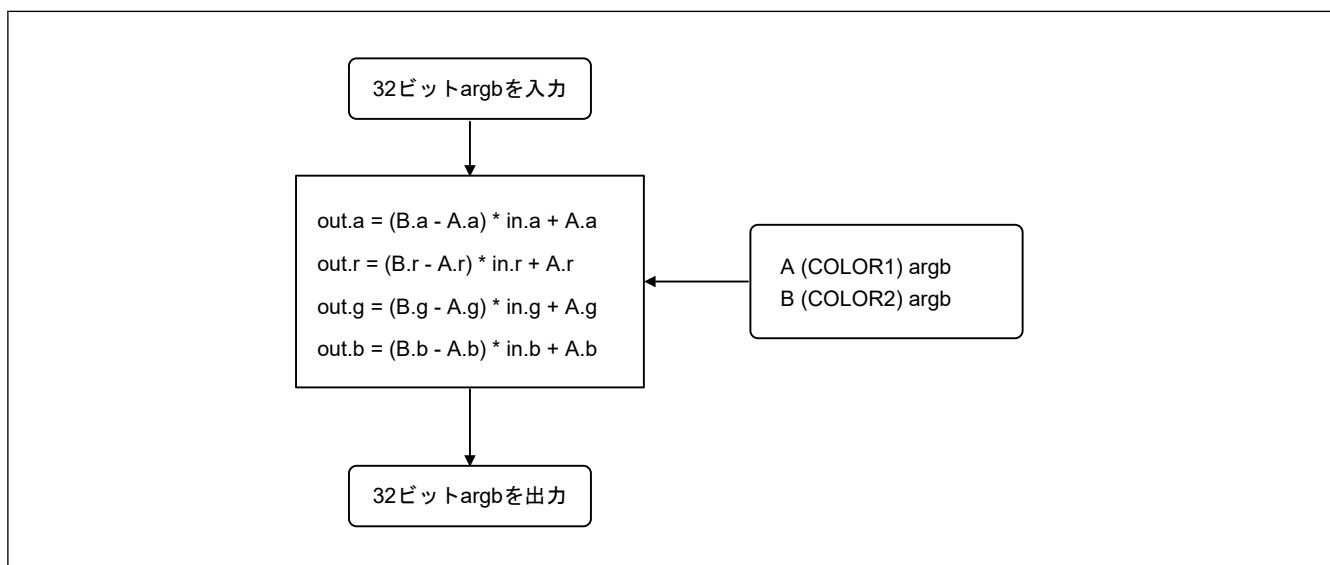 32ビットargbを入力
out.a = (B.a - A.a) * in.a + A.a
out.r = (B.r - A.r) * in.r + A.r
out.g = (B.g - A.g) * in.g + A.g
out.b = (B.b - A.b) * in.b + A.b
A (COLOR1) argb
B (COLOR2) argb
32ビットargbを出力